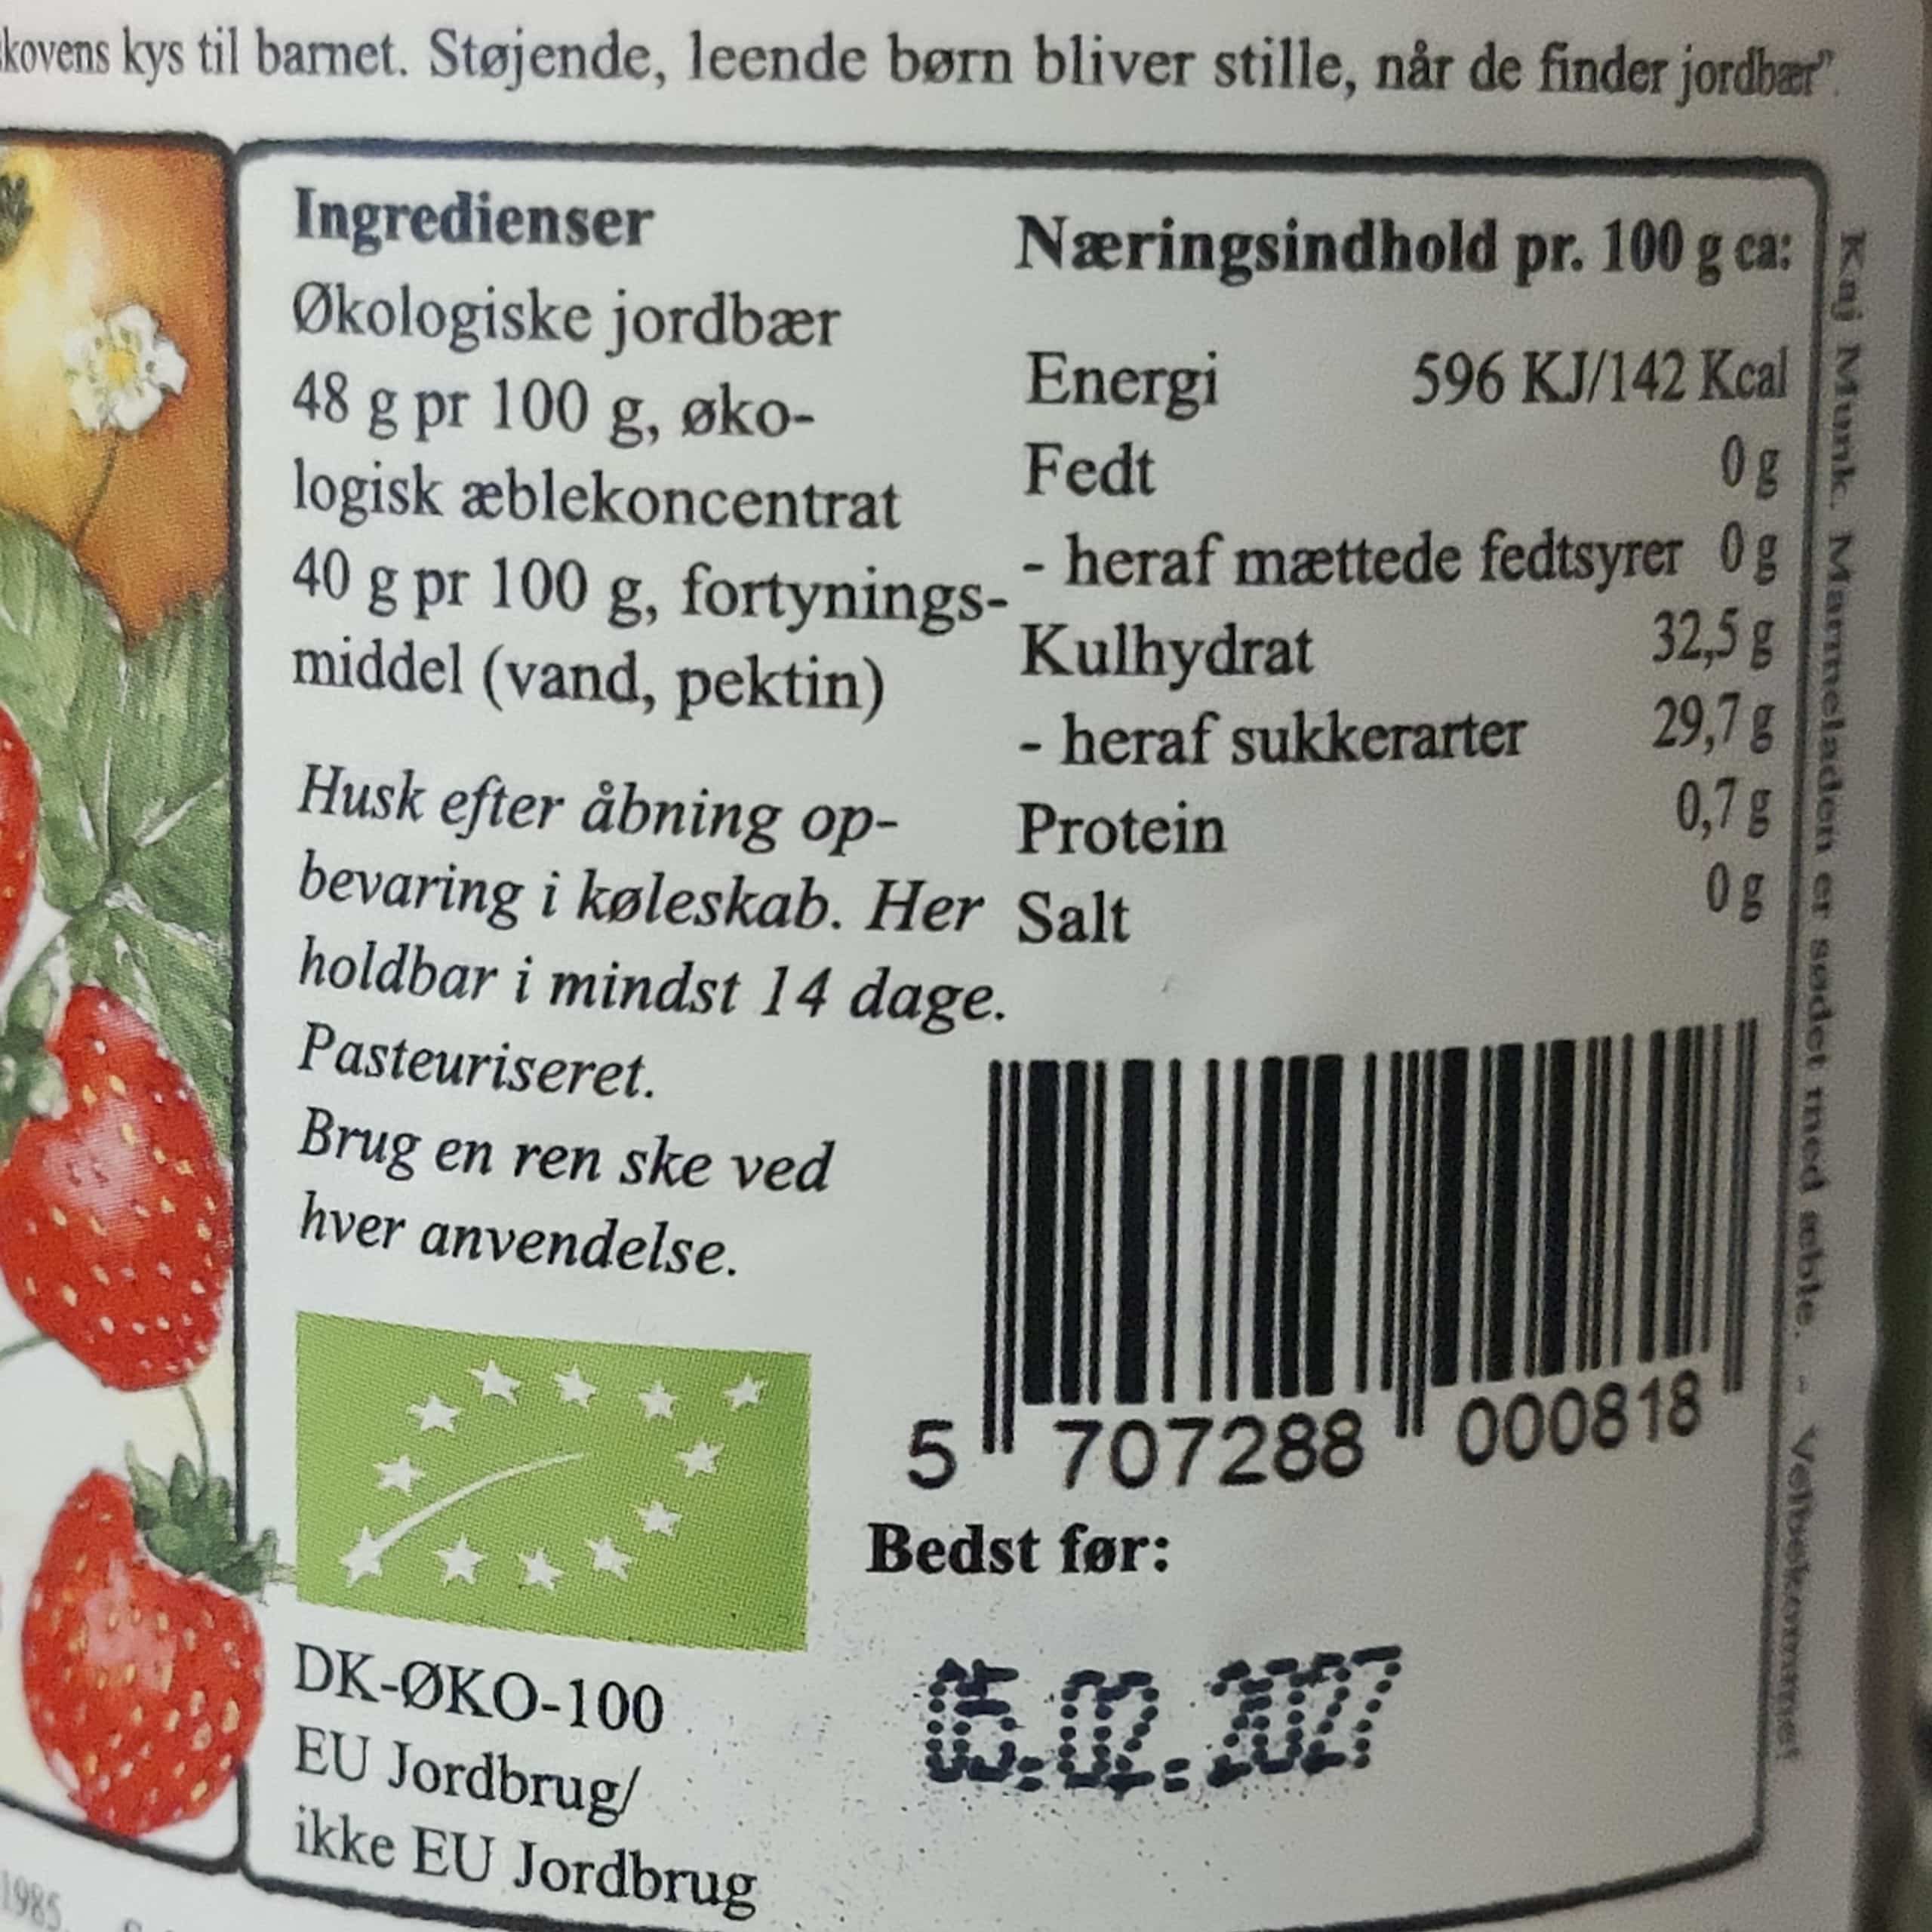 kovens kys til barnet. Støjende, leende børn bliver stille, når de finder jordbær".
Ingredienser
Økologiske jordbær
48 g pr 100 g, øko-
logisk æblekoncentrat
40 g pr 100 g, fortynings-
middel (vand, pektin)
Husk efter åbning op-
bevaring i køleskab. Her
holdbar i mindst 14 dage.
Pasteuriseret.
Brug en ren ske ved
hver anvendelse.
DK-ØKO-100
EU Jordbrug/
ikke EU Jordbrug
Næringsindhold pr. 100 g ca:
Energi 596 KJ/142 Kcal
Fedt 0 g
- heraf mættede fedtsyrer 0 g
Kulhydrat 32,5 g
- heraf sukkerarter 29,7 g
Protein 0,7 g
Salt 0 g
5 707288 000818
Bedst før:
05.02.2027
Kaj Munk. Marmeladen er sødet med æble. - Velbekomme!
1985.